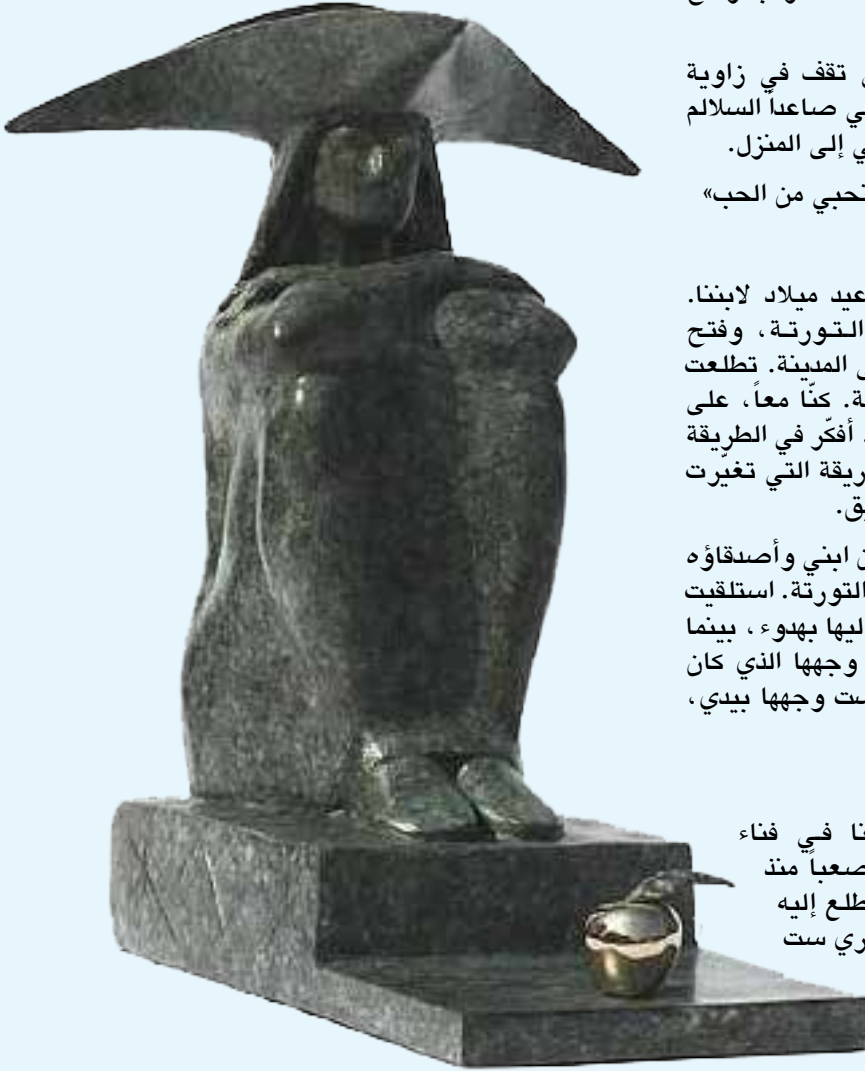 تقف في زاوية
ي صاعداً السلالم
ي إلى المنزل.
تحبي من الحب»
عيد ميلاد لابننا.
التورتة، وفتح
المدينة. تطلعت
ة. كنّا معاً، على
أفكّر في الطريقة
ريقة التي تغيّرت
يق.
ن ابني وأصدقاؤه
التورتة. استلقيت
ليها بهدوء، بينما
وجهها الذي كان
ست وجهها بيدي،
نا في فناء
صعباً منذ
طلع إليه
ري ست